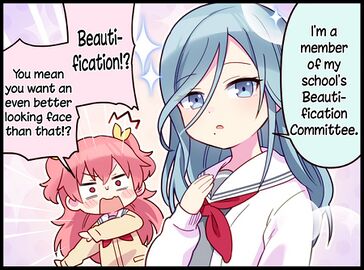 I'm a
member
of my
school's
Beauti-
fication
Committee.
Beauti-
fication!?
You mean
you want an
even better
looking face
than that!?